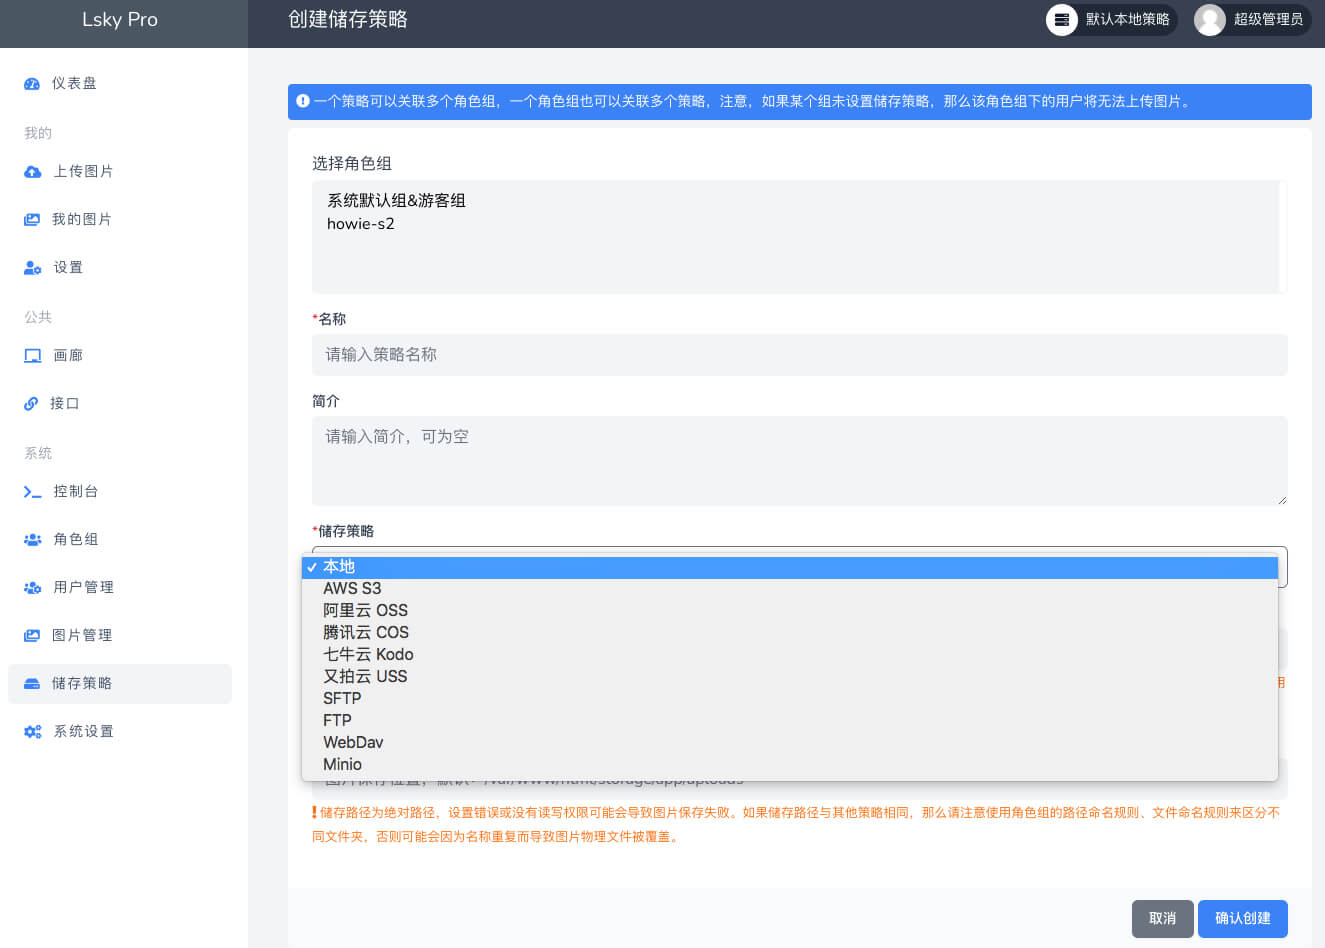 Lsky Pro
创建储存策略
默认本地策略
超级管理员
仪表盘
我的
上传图片
我的图片
设置
公共
画廊
接口
系统
控制台
角色组
用户管理
图片管理
储存策略
系统设置
一个策略可以关联多个角色组，一个角色组也可以关联多个策略，注意，如果某个组未设置储存策略，那么该角色组下的用户将无法上传图片。
选择角色组
系统默认组&游客组
howie-s2
*名称
请输入策略名称
简介
请输入简介，可为空
*储存策略
✓ 本地
AWS S3
阿里云 OSS
腾讯云 COS
七牛云 Kodo
又拍云 USS
SFTP
FTP
WebDav
Minio
用
图片保存位置，默认：/var/www/html/storage/app/uploads
储存路径为绝对路径，设置错误或没有读写权限可能会导致图片保存失败。如果储存路径与其他策略相同，那么请注意使用角色组的路径命名规则、文件命名规则来区分不
同文件夹，否则可能会因为名称重复而导致图片物理文件被覆盖。
取消
确认创建